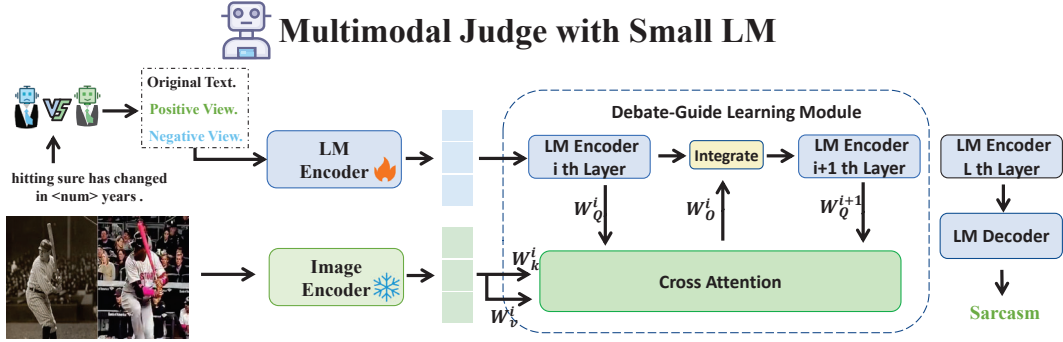 Multimodal Judge with Small LM
VS
Original Text.
Positive View.
Negative View.
hitting sure has changed
in <num> years .
LM
Encoder
Image
Encoder
Debate-Guide Learning Module
LM Encoder
i th Layer
Integrate
LM Encoder
i+1 th Layer
W_Q^i
W_O^i
W_Q^{i+1}
W_k^i
W_v^i
Cross Attention
LM Encoder
L th Layer
LM Decoder
Sarcasm